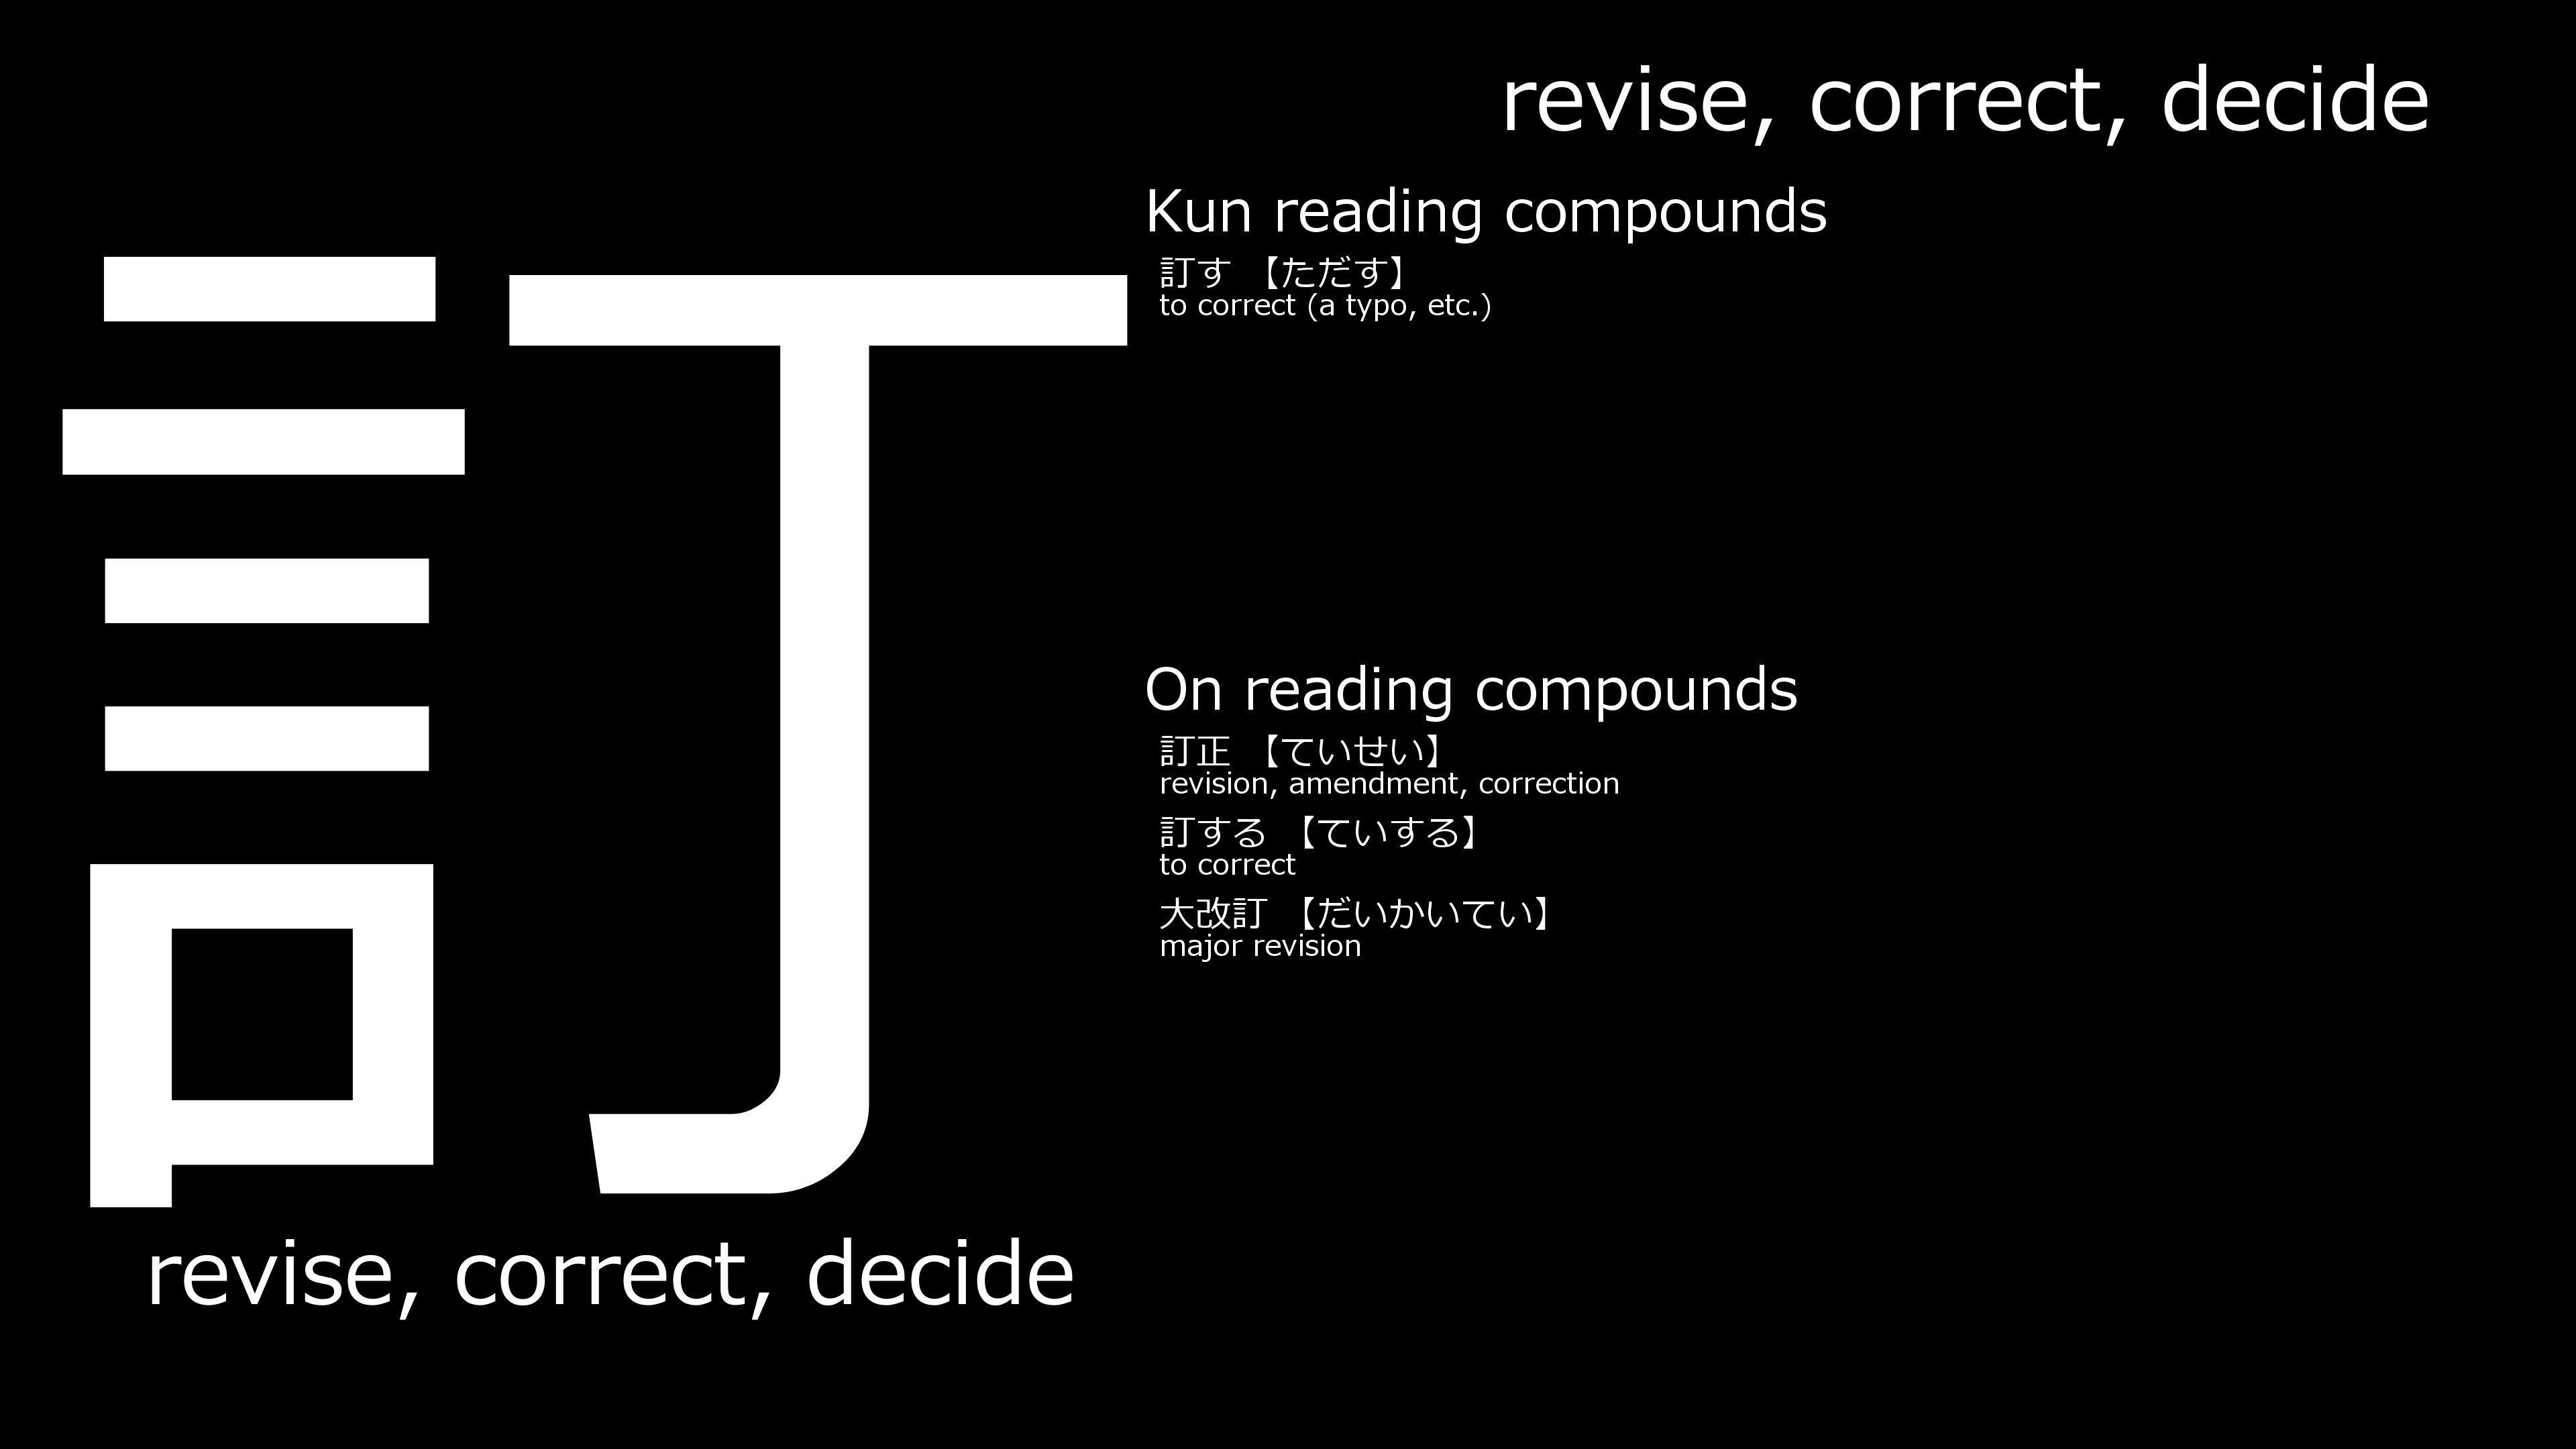 revise, correct, decide
訂
revise, correct, decide
Kun reading compounds
訂す 【ただす】
to correct (a typo, etc.)
On reading compounds
訂正 【ていせい】
revision, amendment, correction
訂する 【ていする】
to correct
大改訂 【だいかいてい】
major revision